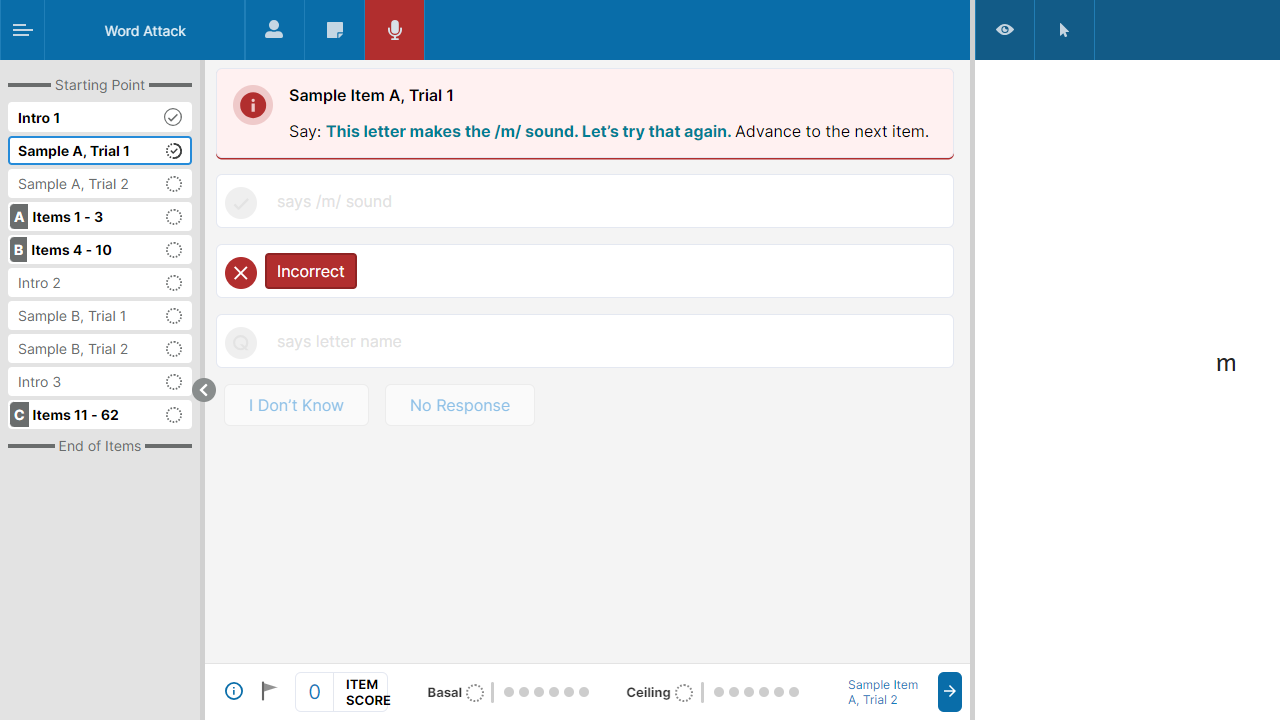 Word Attack
Starting Point
Intro 1
Sample A, Trial 1
Sample A, Trial 2
A Items 1 - 3
B Items 4 - 10
Intro 2
Sample B, Trial 1
Sample B, Trial 2
Intro 3
C Items 11 - 62
End of Items
Sample Item A, Trial 1
Say: This letter makes the /m/ sound. Let’s try that again. Advance to the next item.
says /m/ sound
Incorrect
Q says letter name
I Don’t Know No Response
0 ITEM
SCORE
Basal
Ceiling
Sample Item
A, Trial 2
m